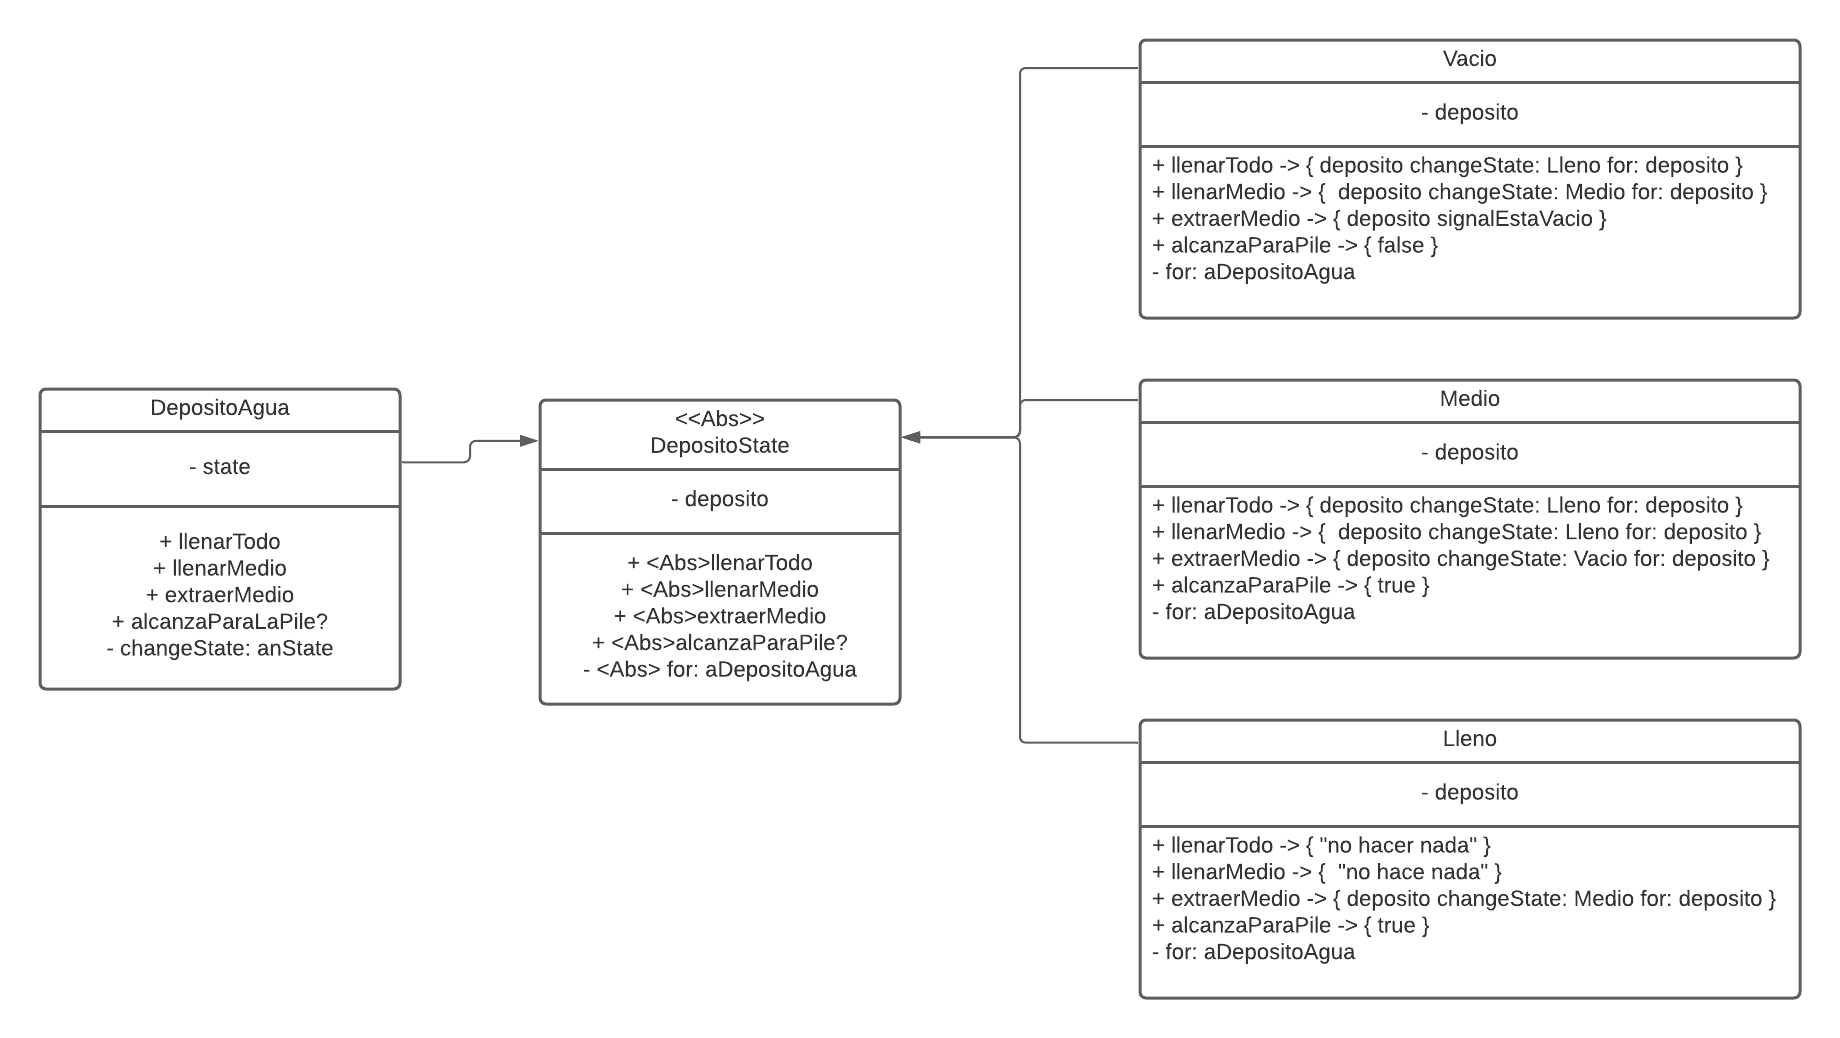 DepositoAgua
- state
+ llenarTodo
+ llenarMedio
+ extraerMedio
+ alcanzaParaLaPile?
- changeState: anState
<<Abs>>
DepositoState
- deposito
+ <Abs>llenarTodo
+ <Abs>llenarMedio
+ <Abs>extraerMedio
+ <Abs>alcanzaParaPile?
- <Abs> for: aDepositoAgua
Vacio
- deposito
+ llenarTodo -> { deposito changeState: Lleno for: deposito }
+ llenarMedio -> {  deposito changeState: Medio for: deposito }
+ extraerMedio -> { deposito signalEstaVacio }
+ alcanzaParaPile -> { false }
- for: aDepositoAgua
Medio
- deposito
+ llenarTodo -> { deposito changeState: Lleno for: deposito }
+ llenarMedio -> {  deposito changeState: Lleno for: deposito }
+ extraerMedio -> { deposito changeState: Vacio for: deposito }
+ alcanzaParaPile -> { true }
- for: aDepositoAgua
Lleno
- deposito
+ llenarTodo -> { "no hacer nada" }
+ llenarMedio -> {  "no hace nada" }
+ extraerMedio -> { deposito changeState: Medio for: deposito }
+ alcanzaParaPile -> { true }
- for: aDepositoAgua